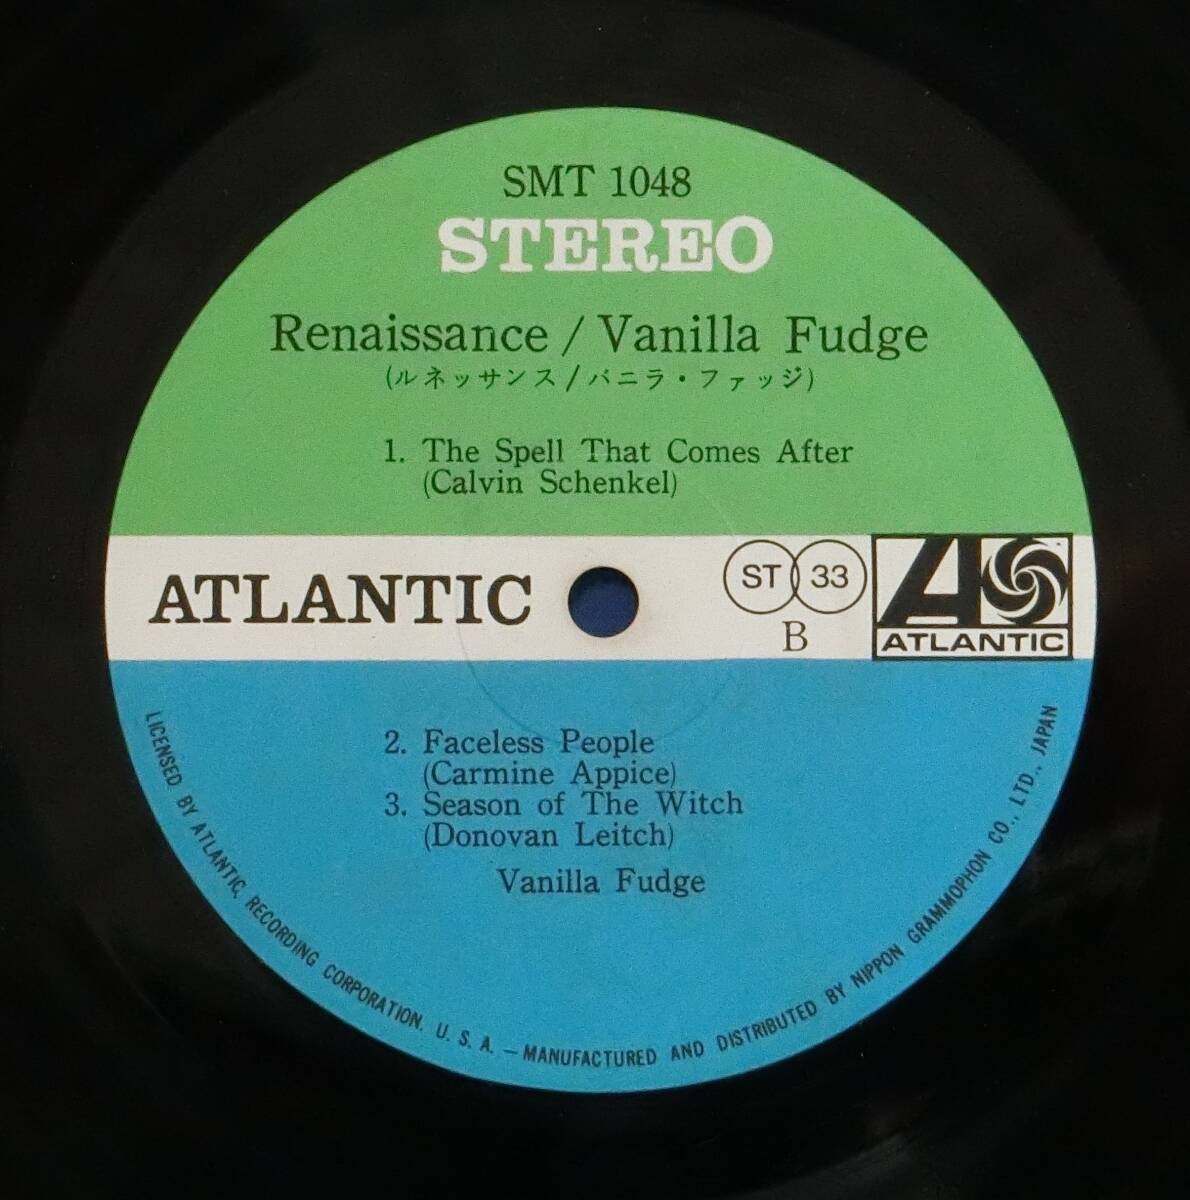 SMT 1048
STEREO
Renaissance / Vanilla Fudge
(ルネッサンス/バニラ・ファッジ)
1. The Spell That Comes After
(Calvin Schenkel)
ATLANTIC
ST 33
B
ATLANTIC
2. Faceless People
(Carmine Appice)
3. Season of The Witch
(Donovan Leitch)
Vanilla Fudge
LICENSED BY ATLANTIC, RECORDING CORPORATION, U. S. A. — MANUFACTURED AND DISTRIBUTED BY NIPPON GRAMMOPHON CO., LTD., JAPAN